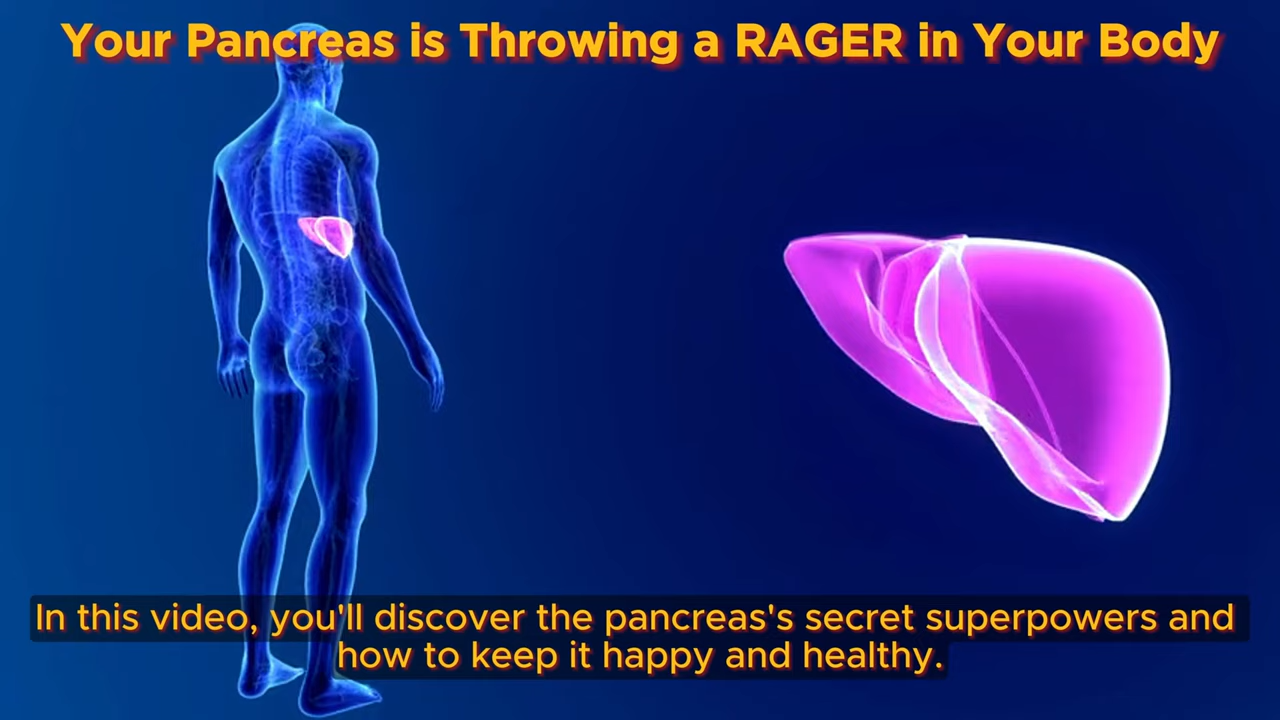 Your Pancreas is Throwing a RAGER in Your Body
In this video, you'll discover the pancreas's secret superpowers and
how to keep it happy and healthy.